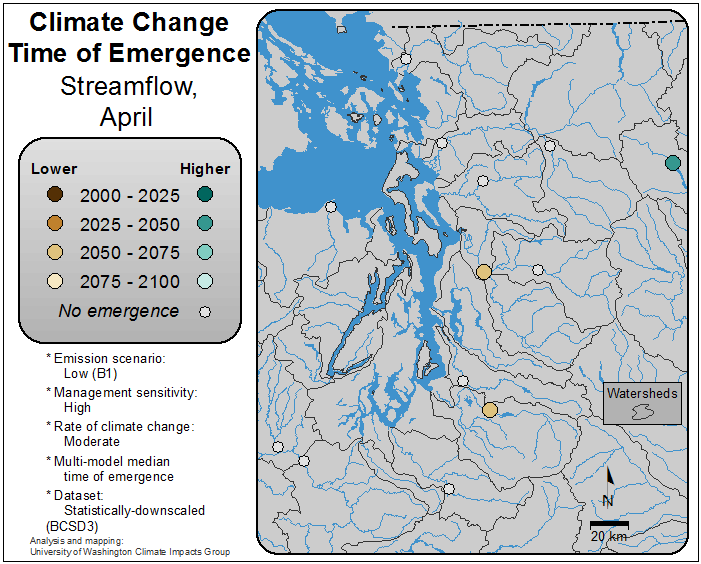 Climate Change
Time of Emergence
Streamflow,
April
Lower Higher
2000 - 2025
2025 - 2050
2050 - 2075
2075 - 2100
No emergence
* Emission scenario:
Low (B1)
* Management sensitivity:
High
* Rate of climate change:
Moderate
* Multi-model median
time of emergence
* Dataset:
Statistically-downscaled
(BCSD3)
Analysis and mapping:
University of Washington Climate Impacts Group
Watersheds
N
20 km